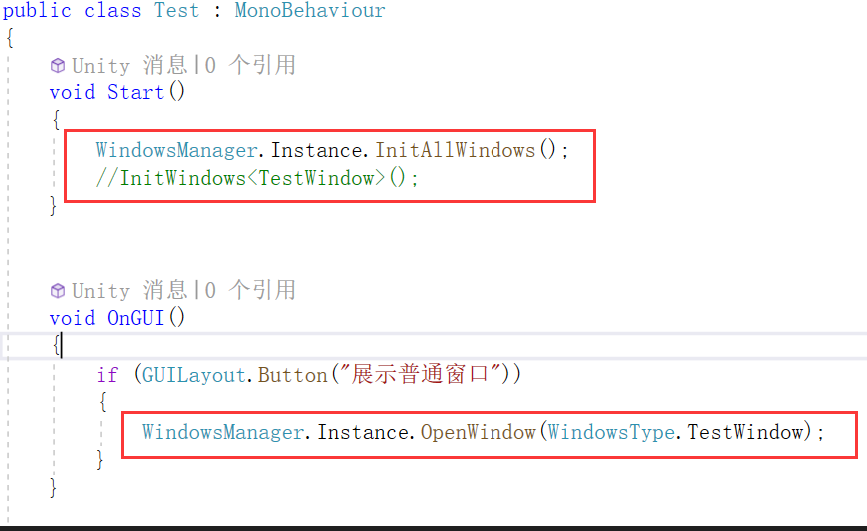 public class Test : MonoBehaviour
{
Unity 消息|0 个引用
void Start()
{
WindowsManager.Instance.InitAllWindows();
//InitWindows<TestWindow>();
}
Unity 消息|0 个引用
void OnGUI()
{
if (GUILayout.Button("展示普通窗口"))
{
WindowsManager.Instance.OpenWindow(WindowsType.TestWindow);
}
}